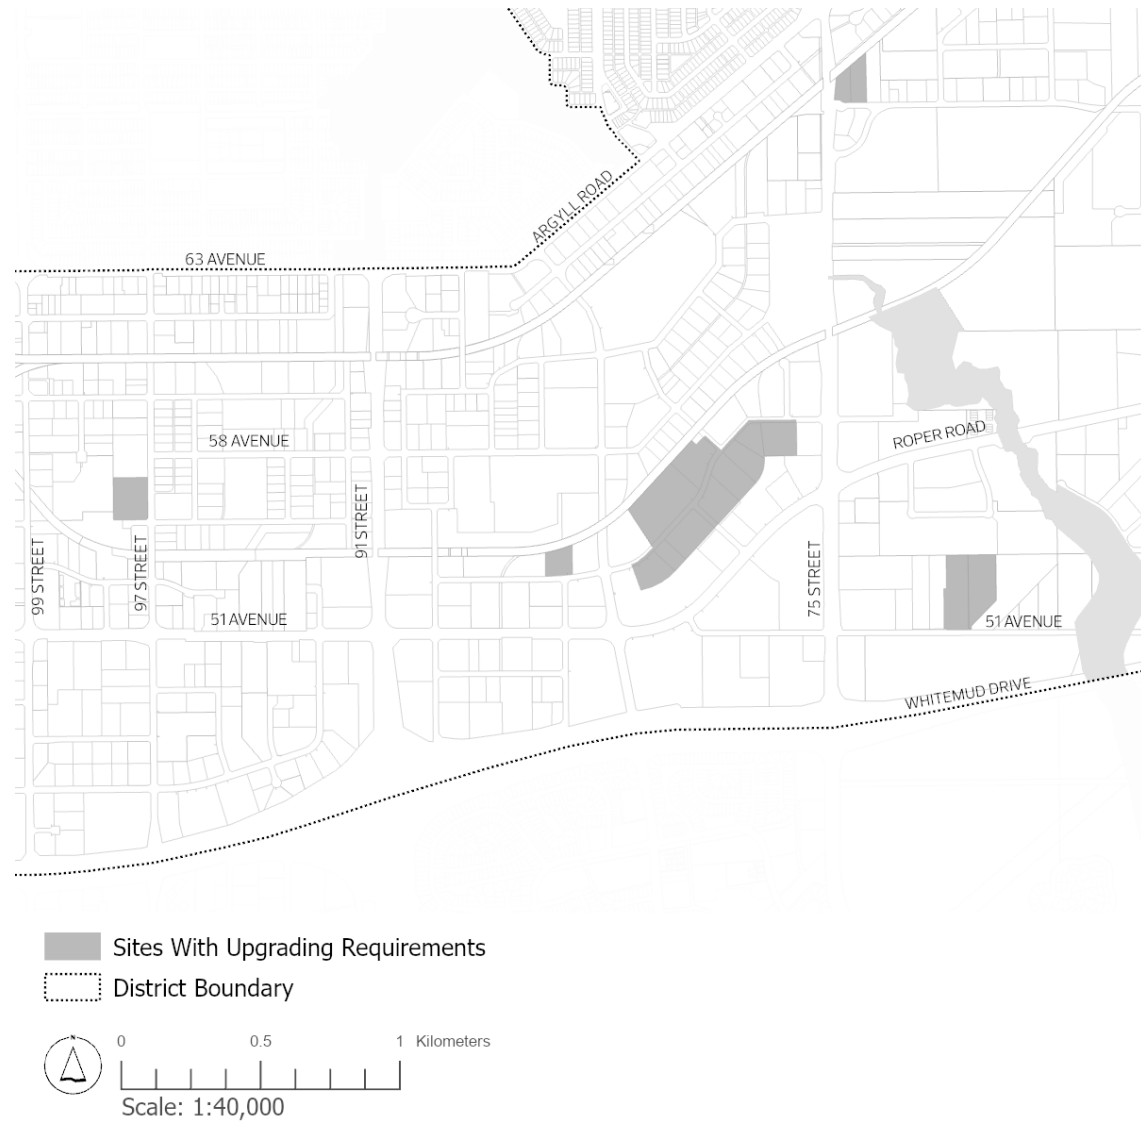 ARGYLL ROAD
63 AVENUE
58 AVENUE
ROPER ROAD
91 STREET
99 STREET
97 STREET
75 STREET
51 AVENUE
51 AVENUE
WHITEMUD DRIVE
Sites With Upgrading Requirements
District Boundary
N
0 0.5 1 Kilometers
Scale: 1:40,000